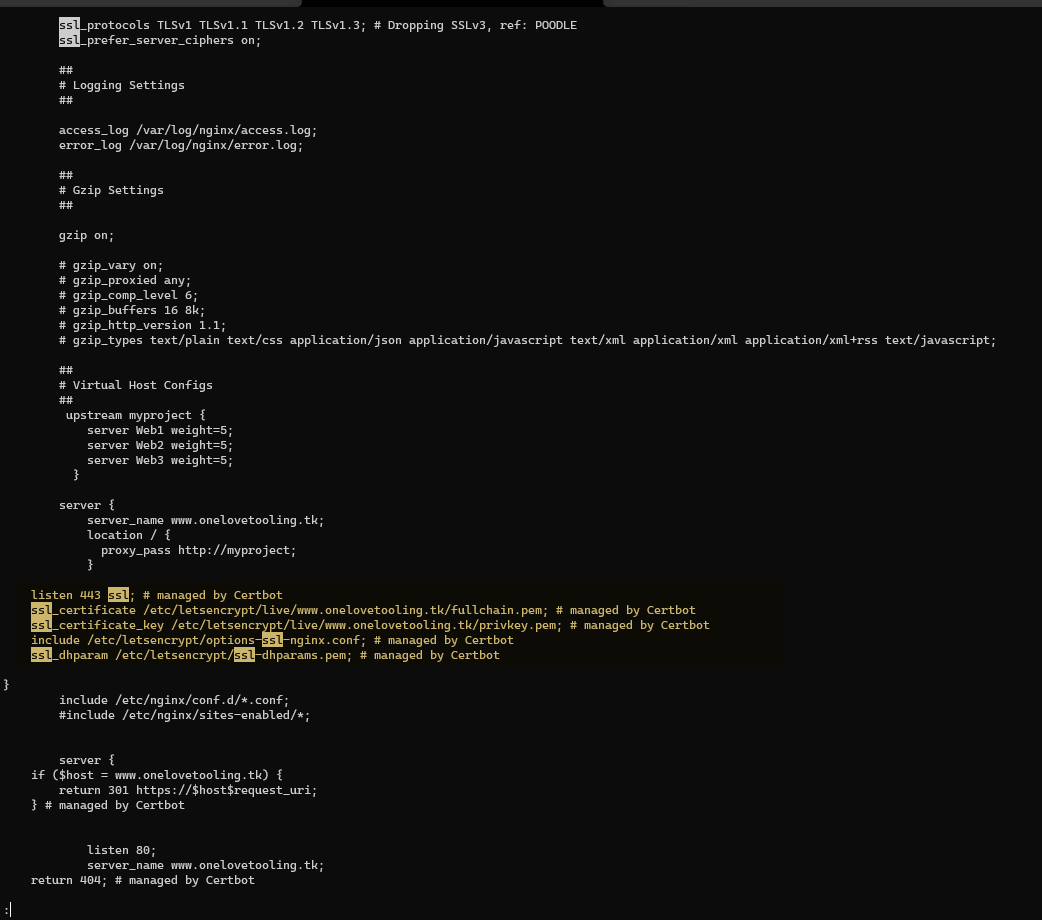 ssl_protocols TLSv1 TLSv1.1 TLSv1.2 TLSv1.3; # Dropping SSLv3, ref: POODLE
ssl_prefer_server_ciphers on;
##
# Logging Settings
##
access_log /var/log/nginx/access.log;
error_log /var/log/nginx/error.log;
##
# Gzip Settings
##
gzip on;
# gzip_vary on;
# gzip_proxied any;
# gzip_comp_level 6;
# gzip_buffers 16 8k;
# gzip_http_version 1.1;
# gzip_types text/plain text/css application/json application/javascript text/xml application/xml application/xml+rss text/javascript;
##
# Virtual Host Configs
##
upstream myproject {
server Web1 weight=5;
server Web2 weight=5;
server Web3 weight=5;
}
server {
server_name www.onelovetooling.tk;
location / {
proxy_pass http://myproject;
}
listen 443 ssl; # managed by Certbot
ssl_certificate /etc/letsencrypt/live/www.onelovetooling.tk/fullchain.pem; # managed by Certbot
ssl_certificate_key /etc/letsencrypt/live/www.onelovetooling.tk/privkey.pem; # managed by Certbot
include /etc/letsencrypt/options-ssl-nginx.conf; # managed by Certbot
ssl_dhparam /etc/letsencrypt/ssl-dhparams.pem; # managed by Certbot
}
include /etc/nginx/conf.d/*.conf;
#include /etc/nginx/sites-enabled/*;
server {
if ($host = www.onelovetooling.tk) {
return 301 https://$host$request_uri;
} # managed by Certbot
listen 80;
server_name www.onelovetooling.tk;
return 404; # managed by Certbot
: